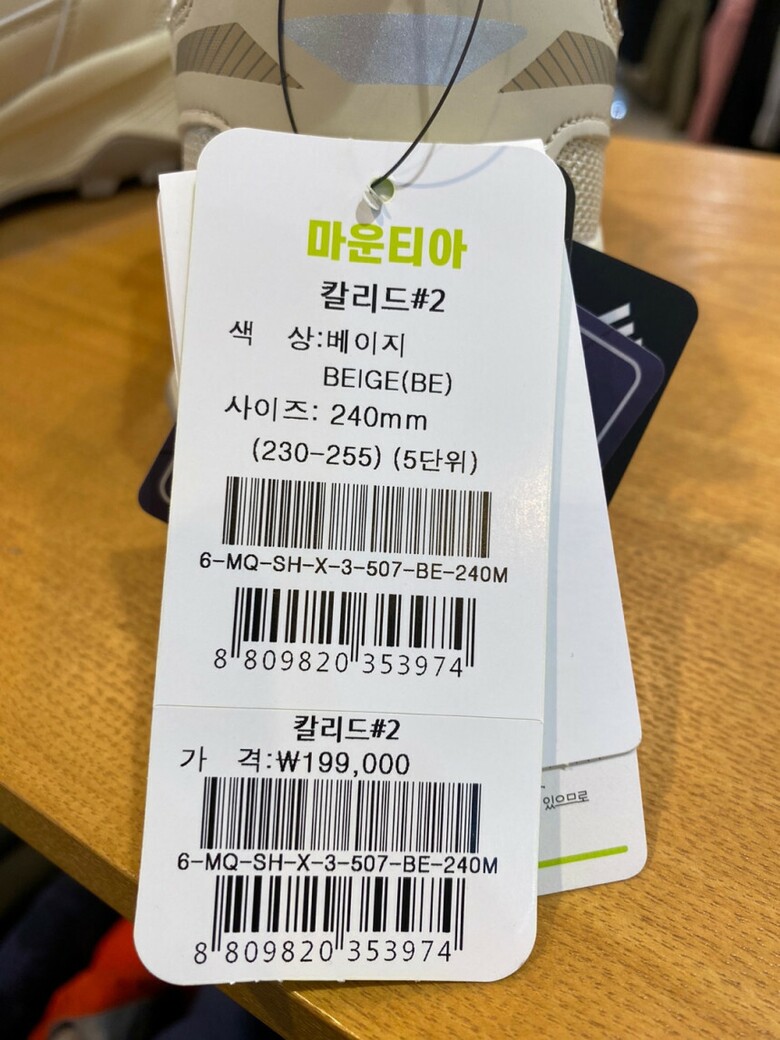 마운티아
칼리드#2
색 상:베이지
BEIGE(BE)
사이즈: 240mm
(230-255) (5단위)
6-MQ-SH-X-3-507-BE-240M
8 809820 353974
칼리드#2
가 격:₩199,000
6-MQ-SH-X-3-507-BE-240M
8 809820 353974
있으므로